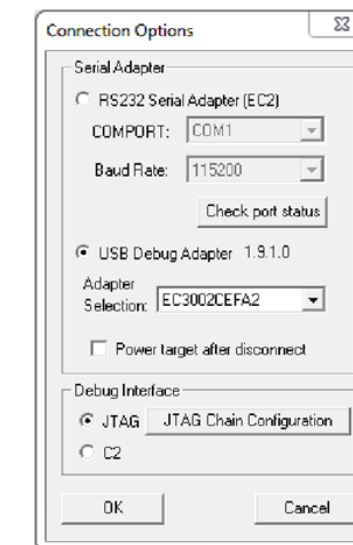 Connection Options
Serial Adapter
RS232 Serial Adapter (EC2)
COMPORT: COM1
Baud Rate: 115200
Check port status
USB Debug Adapter 1.9.1.0
Adapter
Selection: EC3002CEFA2
Power target after disconnect
Debug Interface
JTAG JTAG Chain Configuration
C2
OK Cancel